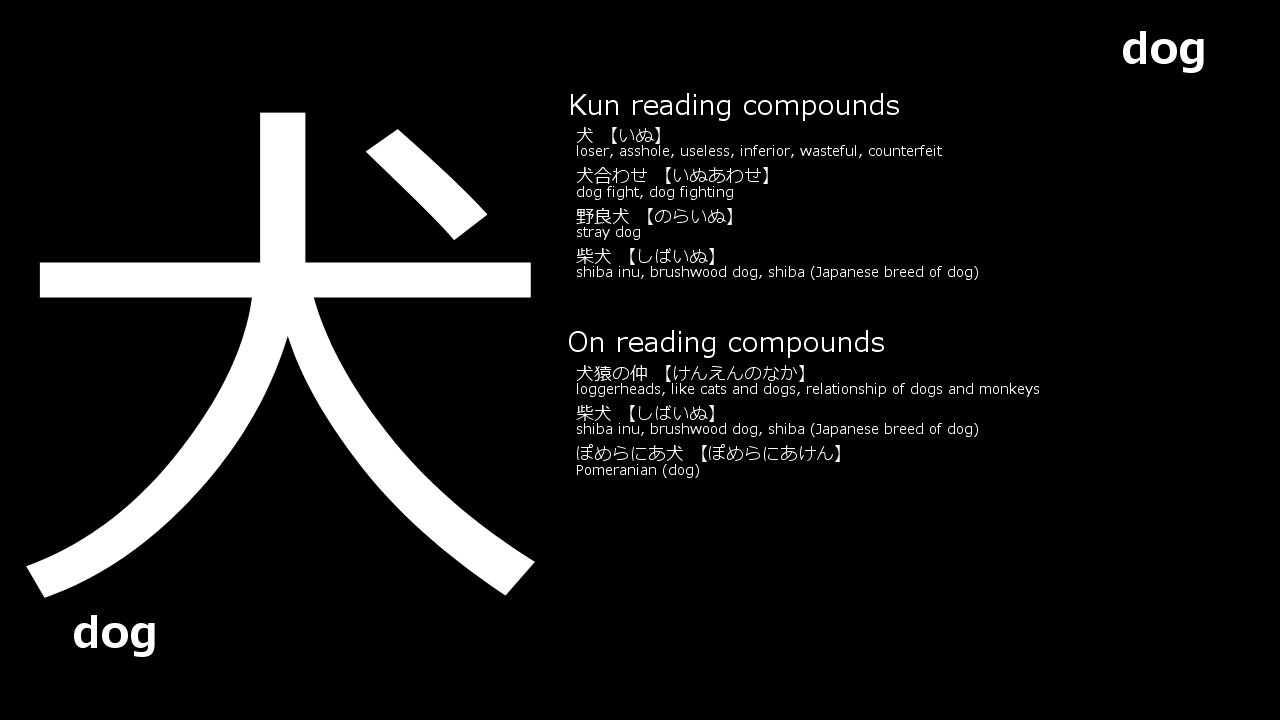 dog
犬
Kun reading compounds
犬 【いぬ】
loser, asshole, useless, inferior, wasteful, counterfeit
犬合わせ 【いぬあわせ】
dog fight, dog fighting
野良犬 【のらいぬ】
stray dog
柴犬 【しばいぬ】
shiba inu, brushwood dog, shiba (Japanese breed of dog)
On reading compounds
犬猿の仲 【けんえんのなか】
loggerheads, like cats and dogs, relationship of dogs and monkeys
柴犬 【しばいぬ】
shiba inu, brushwood dog, shiba (Japanese breed of dog)
ぽめらにあ犬 【ぽめらにあけん】
Pomeranian (dog)
dog